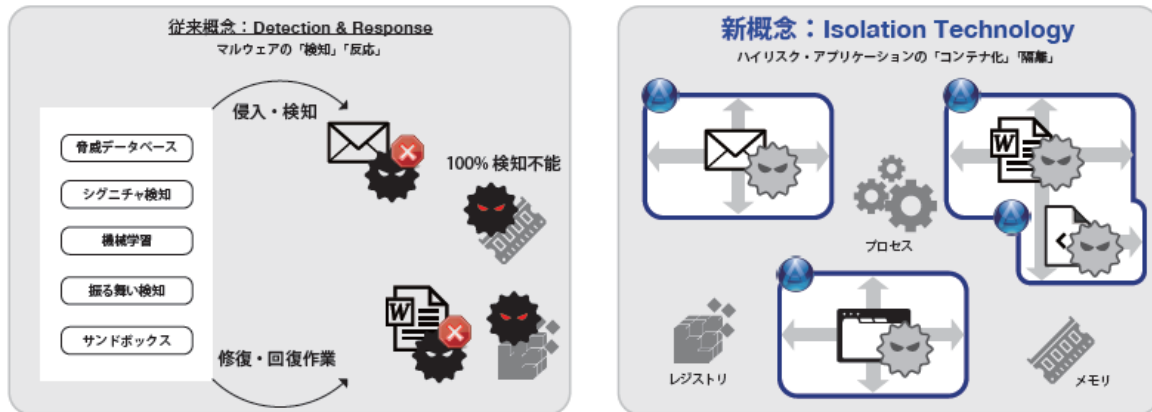 従来概念：Detection & Response
マルウェアの「検知」「反応」
侵入・検知
脅威データベース
シグニチャ検知
機械学習
振る舞い検知
サンドボックス
100% 検知不能
W
修復・回復作業
新概念：Isolation Technology
ハイリスク・アプリケーションの「コンテナ化」「隔離」
W
プロセス
<
レジストリ
メモリ